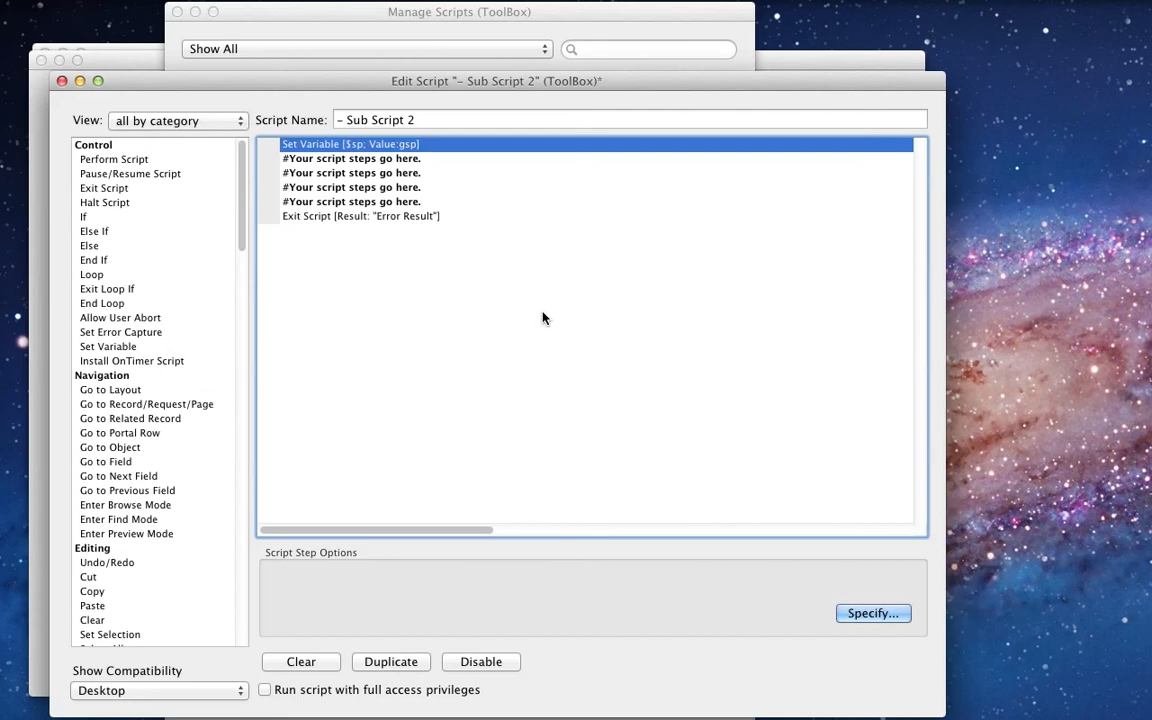 Manage Scripts (ToolBox)
Show All
Edit Script "– Sub Script 2" (ToolBox)*
View: all by category
Script Name: – Sub Script 2
Control
Perform Script
Pause/Resume Script
Exit Script
Halt Script
If
Else If
Else
End If
Loop
Exit Loop If
End Loop
Allow User Abort
Set Error Capture
Set Variable
Install OnTimer Script
Navigation
Go to Layout
Go to Record/Request/Page
Go to Related Record
Go to Portal Row
Go to Object
Go to Field
Go to Next Field
Go to Previous Field
Enter Browse Mode
Enter Find Mode
Enter Preview Mode
Editing
Undo/Redo
Cut
Copy
Paste
Clear
Set Selection
Set Variable [$sp; Value:gsp]
#Your script steps go here.
#Your script steps go here.
#Your script steps go here.
#Your script steps go here.
Exit Script [Result: "Error Result"]
Script Step Options
Specify...
Clear
Duplicate
Disable
Show Compatibility
Desktop
Run script with full access privileges